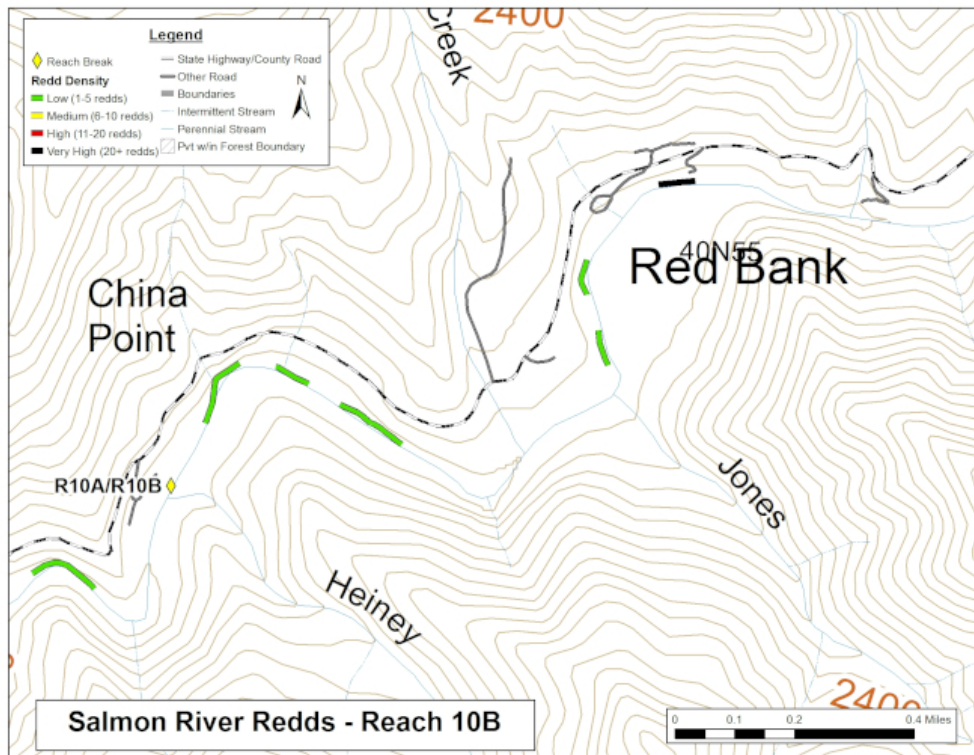 2400
Creek
Legend
Reach Break
Redd Density
Low (1-5 redds)
Medium (6-10 redds)
High (11-20 redds)
Very High (20+ redds)
State Highway/County Road
Other Road
Boundaries
Intermittent Stream
Perennial Stream
Pvt w/in Forest Boundary
N
40N55
Red Bank
China
Point
R10A/R10B
Jones
Heiney
2400
Salmon River Redds - Reach 10B
0 0.1 0.2 0.4 Miles